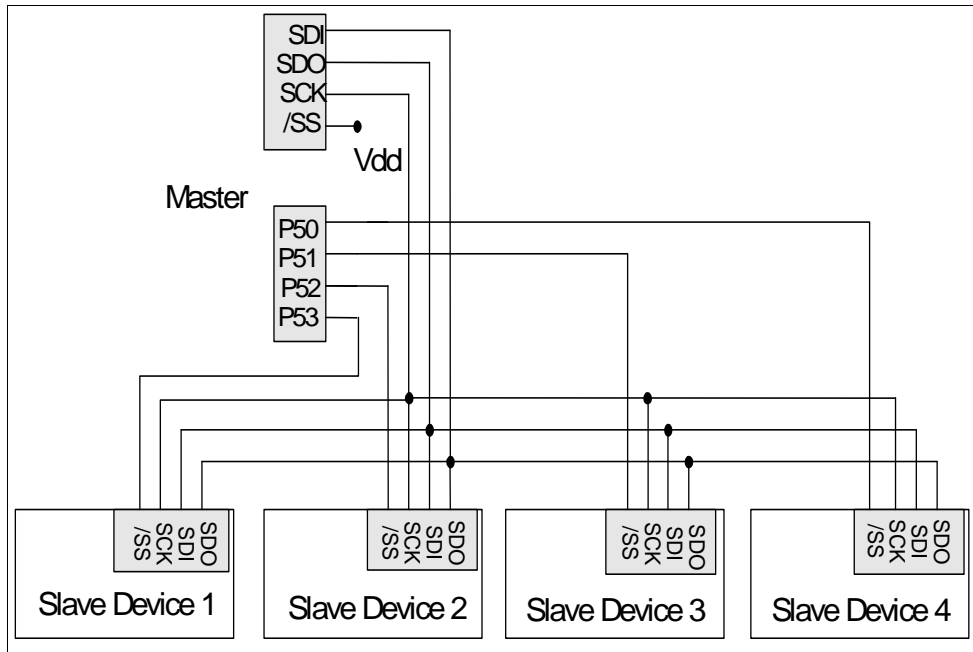 SDI
SDO
SCK
/SS
Vdd
Master
P50
P51
P52
P53
/SS
SCK
SDI
SDO
Slave Device 1
/SS
SCK
SDI
SDO
Slave Device 2
/SS
SCK
SDI
SDO
Slave Device 3
/SS
SCK
SDI
SDO
Slave Device 4